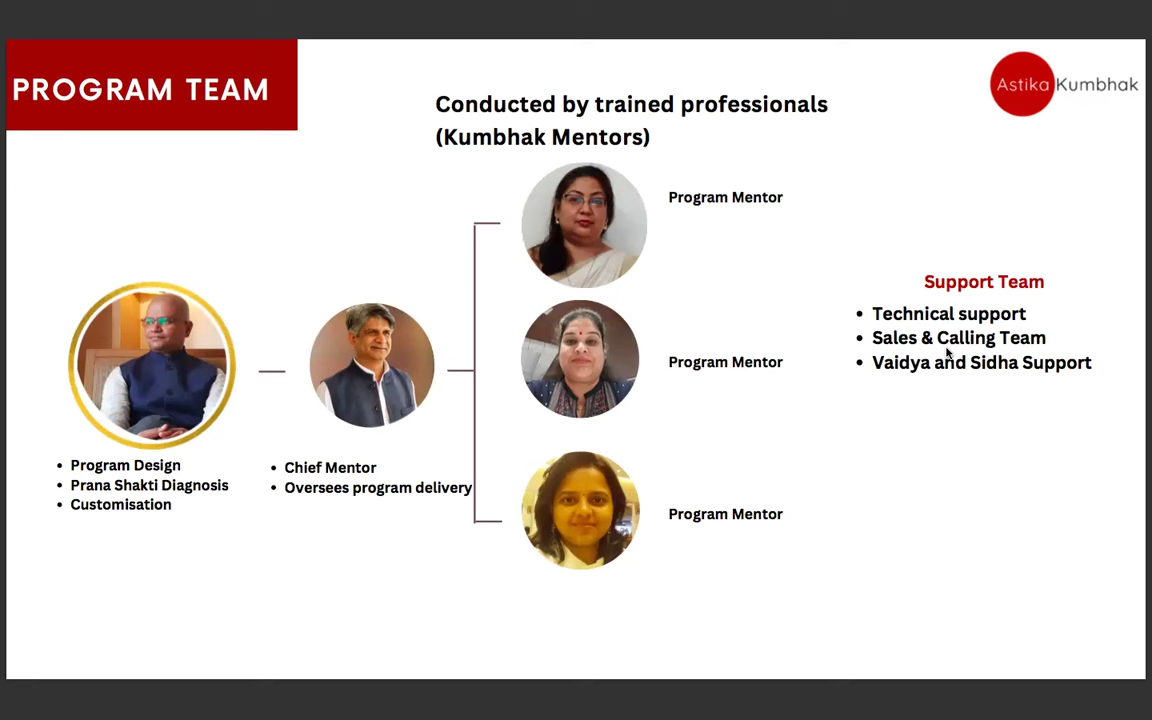 PROGRAM TEAM
Astika Kumbhak
Conducted by trained professionals
(Kumbhak Mentors)
Program Mentor
Program Mentor
Program Mentor
• Program Design
• Prana Shakti Diagnosis
• Customisation
• Chief Mentor
• Oversees program delivery
Support Team
• Technical support
• Sales & Calling Team
• Vaidya and Sidha Support